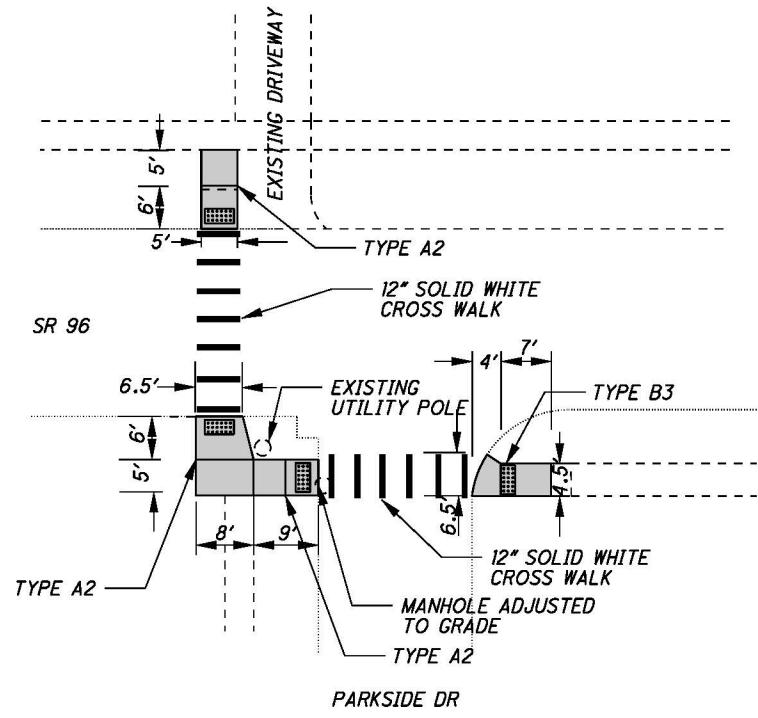 EXISTING DRIVEWAY
5'
6'
5'
TYPE A2
12" SOLID WHITE
CROSS WALK
SR 96
4'
7'
6.5'
EXISTING
UTILITY POLE
TYPE B3
6'
5'
4.5'
6.5'
8'
9'
12" SOLID WHITE
CROSS WALK
TYPE A2
MANHOLE ADJUSTED
TO GRADE
TYPE A2
PARKSIDE DR